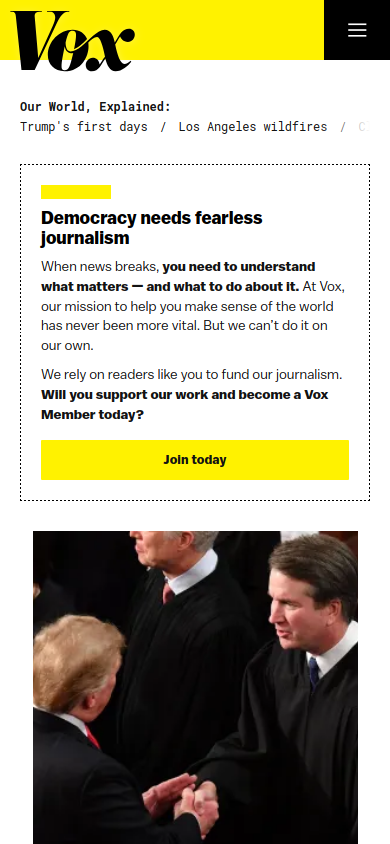 Vox
Our World, Explained:
Trump's first days / Los Angeles wildfires / C
Democracy needs fearless
journalism
When news breaks, you need to understand
what matters — and what to do about it. At Vox,
our mission to help you make sense of the world
has never been more vital. But we can't do it on
our own.
We rely on readers like you to fund our journalism.
Will you support our work and become a Vox
Member today?
Join today